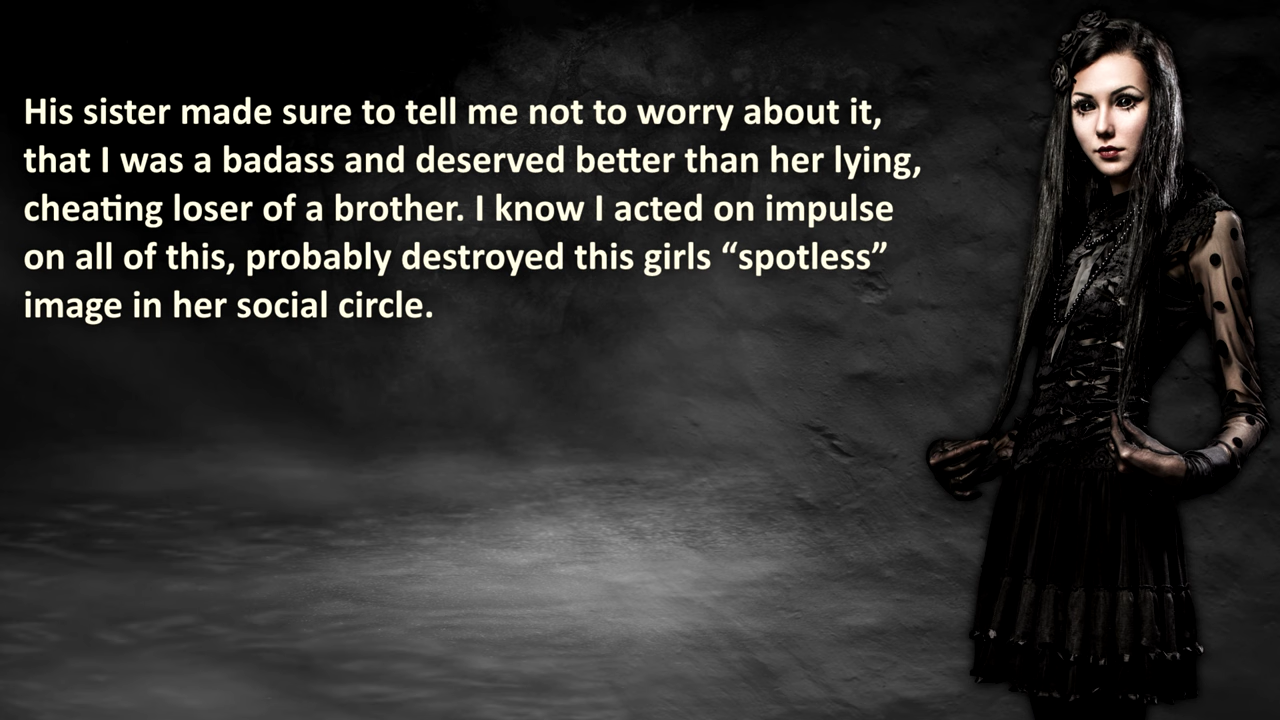 His sister made sure to tell me not to worry about it,
that I was a badass and deserved better than her lying,
cheating loser of a brother. I know I acted on impulse
on all of this, probably destroyed this girls “spotless”
image in her social circle.